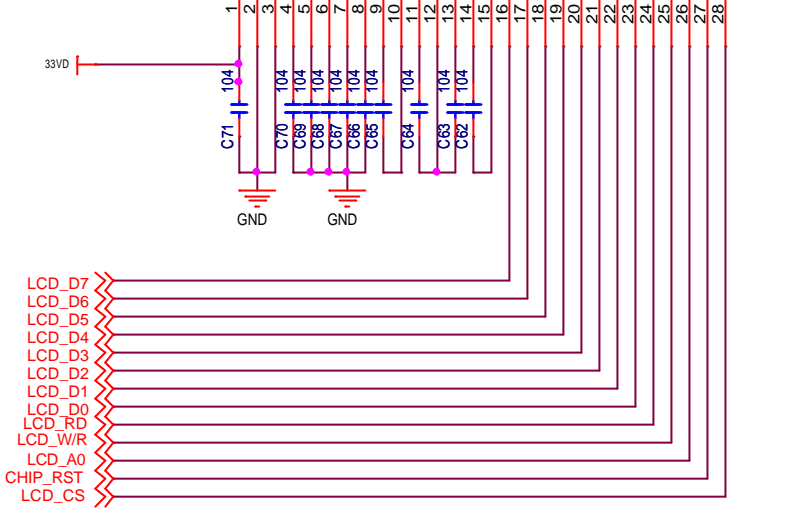 1 2 3 4 5 6 7 8 9 10 11 12 13 14 15 16 17 18 19 20 21 22 23 24 25 26 27 28
33VD
104 104 104 104 104 104 104 104 104 104
C71 C70 C69 C68 C67 C66 C65 C64 C63 C62
GND GND
LCD_D7
LCD_D6
LCD_D5
LCD_D4
LCD_D3
LCD_D2
LCD_D1
LCD_D0
LCD_RD
LCD_W/R
LCD_A0
CHIP_RST
LCD_CS